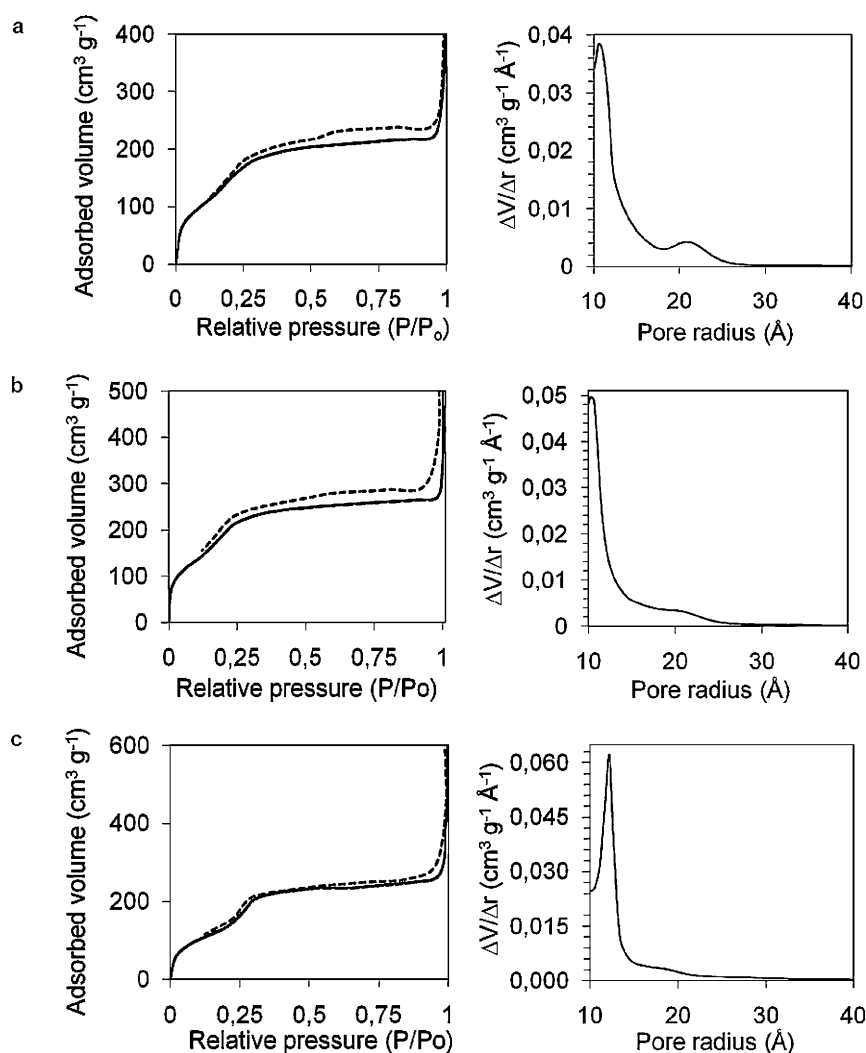 a
Adsorbed volume (cm³ g⁻¹)
400
300
200
100
0
0 0,25 0,5 0,75 1
Relative pressure (P/Pₒ)
ΔV/Δr (cm³ g⁻¹ Å⁻¹)
0,04
0,03
0,02
0,01
0
10 20 30 40
Pore radius (Å)
b
Adsorbed volume (cm³ g⁻¹)
500
400
300
200
100
0
0 0,25 0,5 0,75 1
Relative pressure (P/Po)
ΔV/Δr (cm³ g⁻¹ Å⁻¹)
0,05
0,04
0,03
0,02
0,01
0
10 20 30 40
Pore radius (Å)
c
Adsorbed volume (cm³ g⁻¹)
600
400
200
0
0 0,25 0,5 0,75 1
Relative pressure (P/Po)
ΔV/Δr (cm³ g⁻¹ Å⁻¹)
0,060
0,045
0,030
0,015
0,000
10 20 30 40
Pore radius (Å)